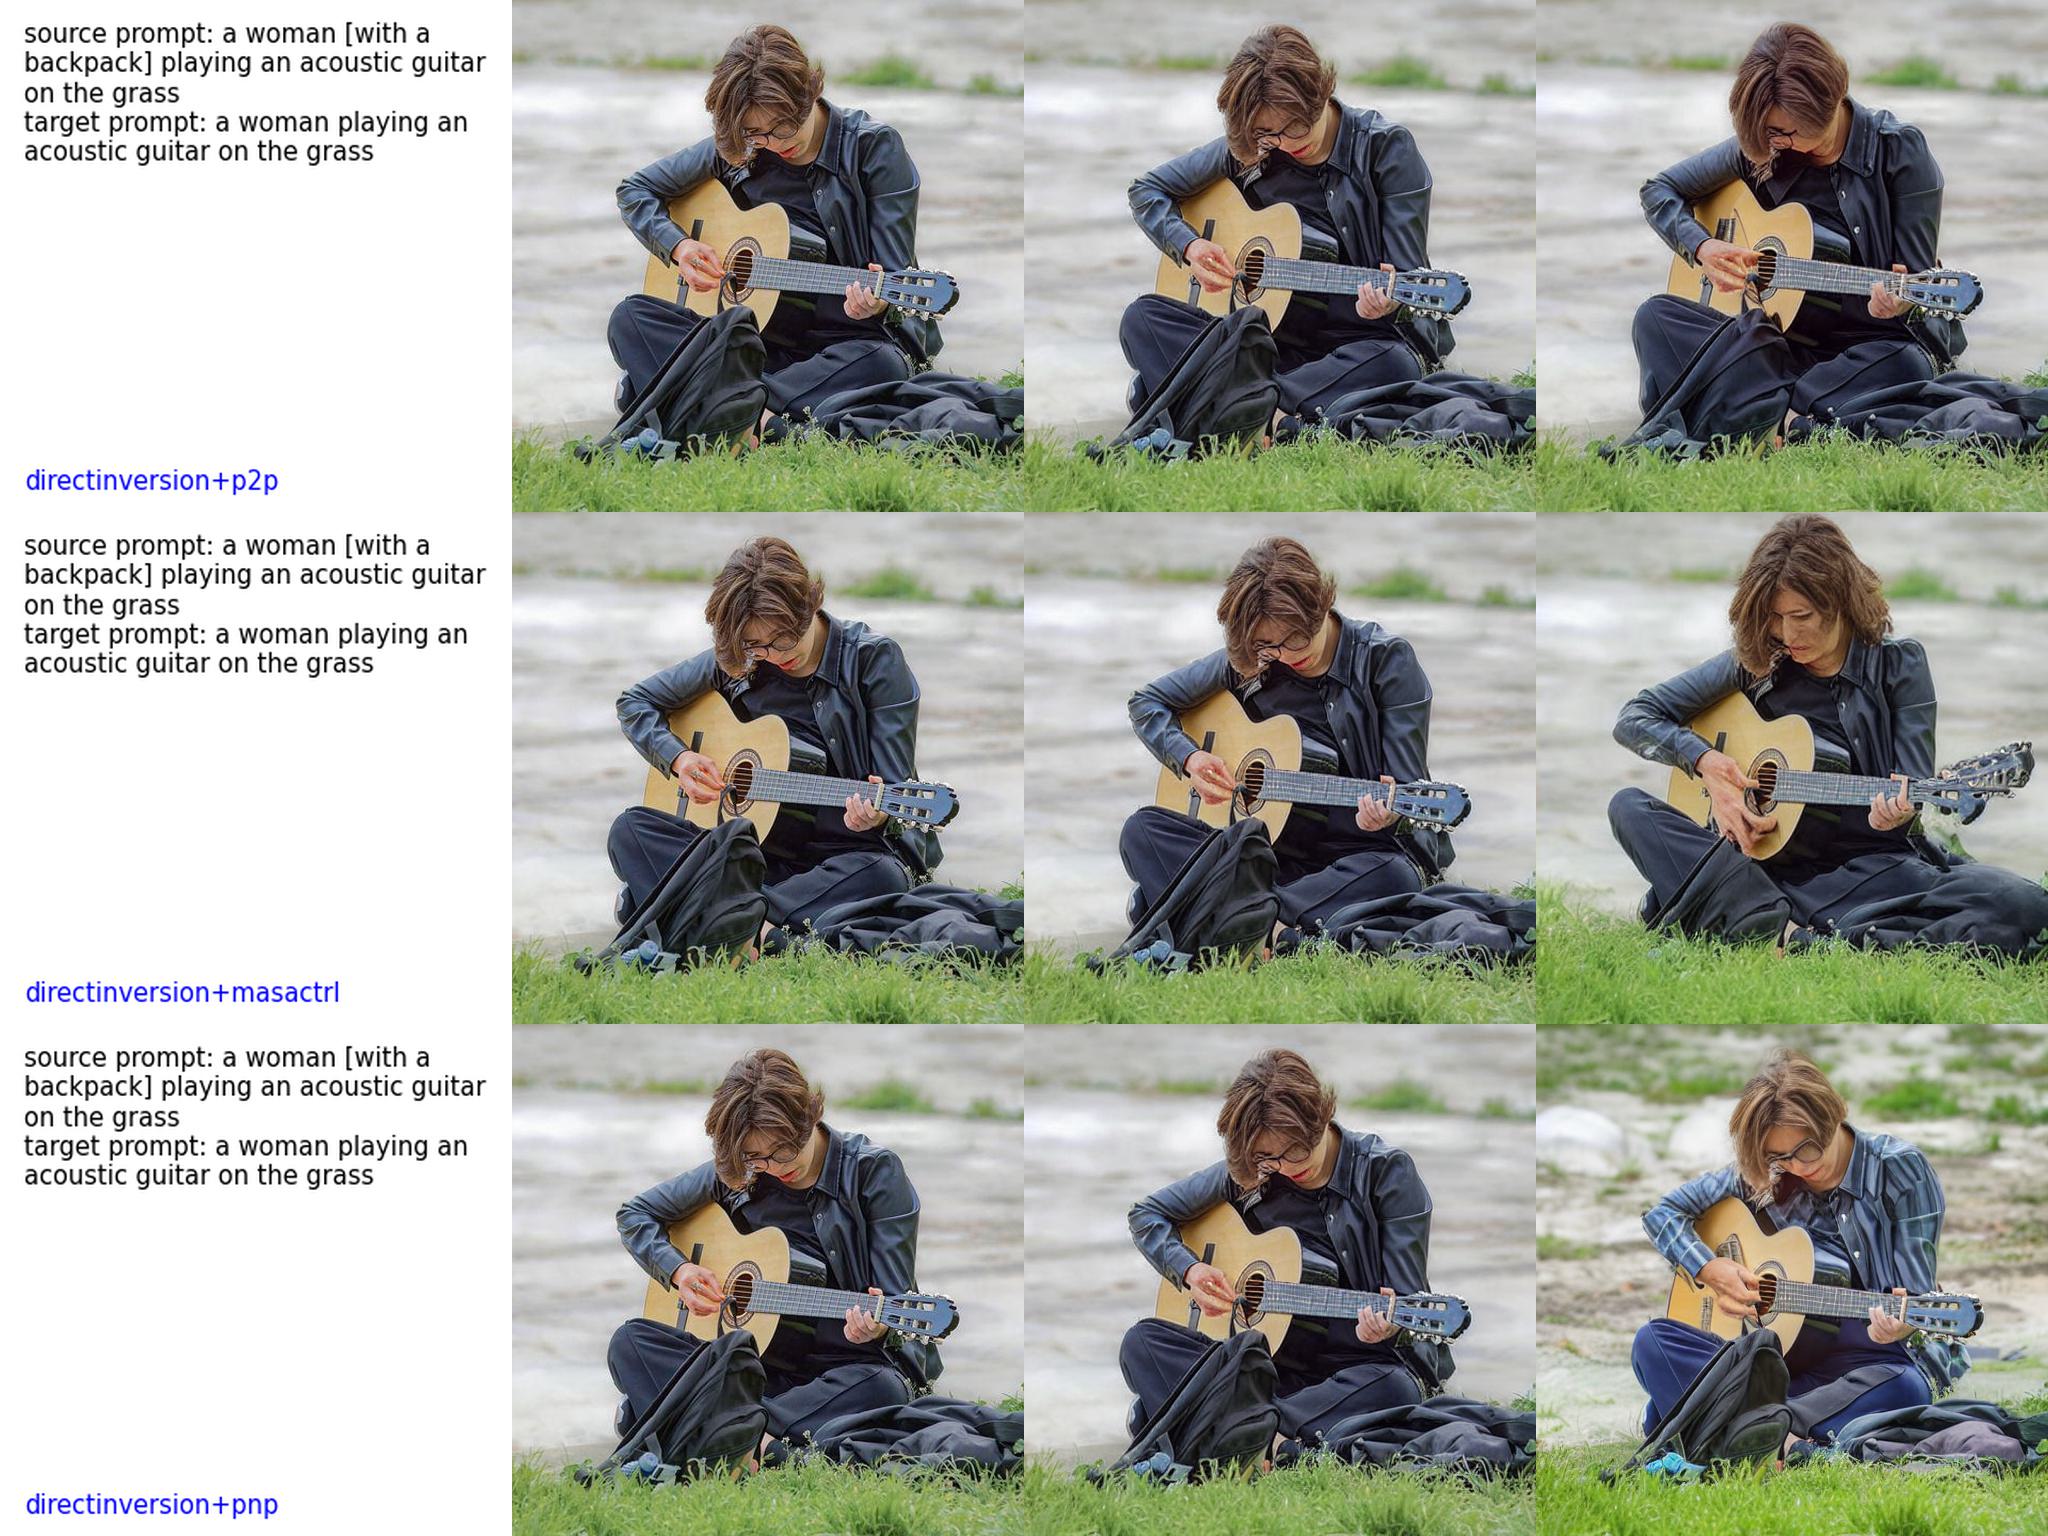 source prompt: a woman [with a
backpack] playing an acoustic guitar
on the grass
target prompt: a woman playing an
acoustic guitar on the grass
directinversion+p2p
source prompt: a woman [with a
backpack] playing an acoustic guitar
on the grass
target prompt: a woman playing an
acoustic guitar on the grass
directinversion+masactrl
source prompt: a woman [with a
backpack] playing an acoustic guitar
on the grass
target prompt: a woman playing an
acoustic guitar on the grass
directinversion+pnp